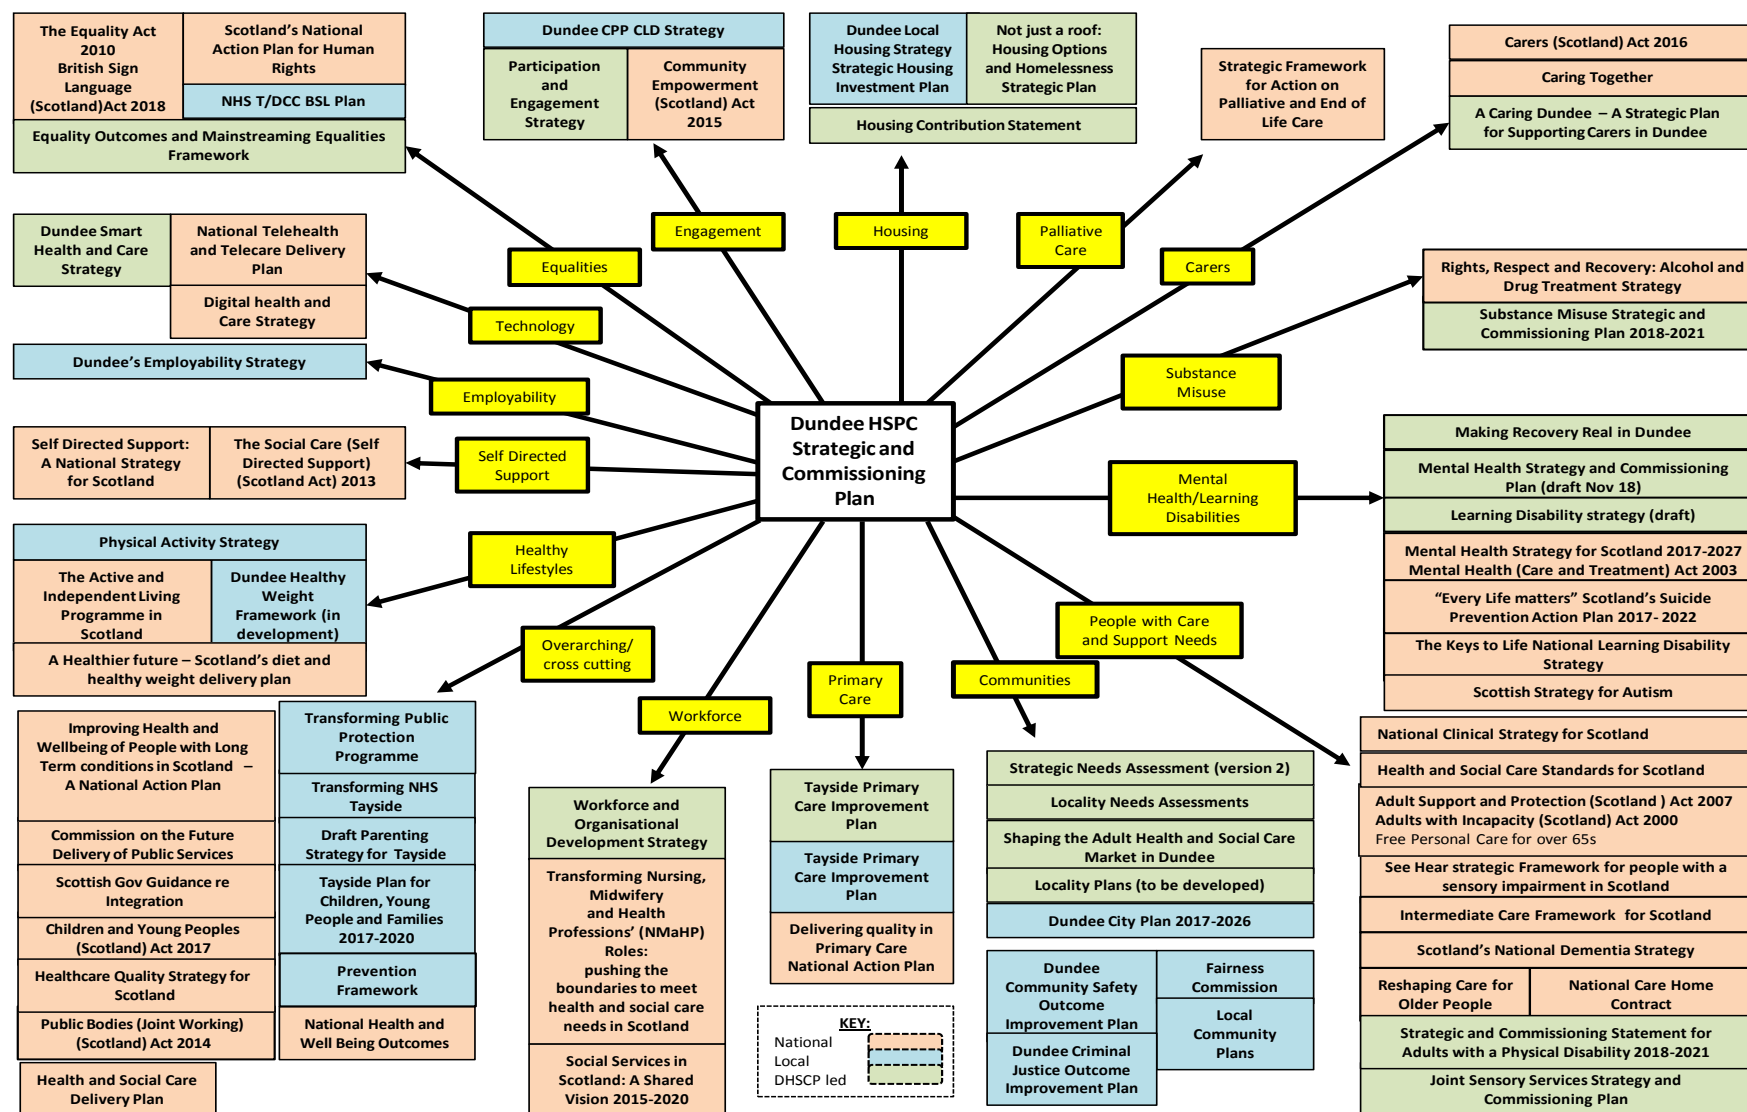 The Equality Act
2010
British Sign
Language
(Scotland)Act 2018
Scotland’s National
Action Plan for Human
Rights
NHS T/DCC BSL Plan
Equality Outcomes and Mainstreaming Equalities
Framework
Dundee CPP CLD Strategy
Participation
and
Engagement
Strategy
Community
Empowerment
(Scotland) Act
2015
Dundee Local
Housing Strategy
Strategic Housing
Investment Plan
Not just a roof:
Housing Options
and Homelessness
Strategic Plan
Housing Contribution Statement
Strategic Framework
for Action on
Palliative and End of
Life Care
Carers (Scotland) Act 2016
Caring Together
A Caring Dundee – A Strategic Plan
for Supporting Carers in Dundee
Engagement
Housing
Palliative
Care
Equalities
Carers
Dundee Smart
Health and Care
Strategy
National Telehealth
and Telecare Delivery
Plan
Digital health and
Care Strategy
Technology
Rights, Respect and Recovery: Alcohol and
Drug Treatment Strategy
Substance Misuse Strategic and
Commissioning Plan 2018-2021
Substance
Misuse
Dundee’s Employability Strategy
Employability
Dundee HSPC
Strategic and
Commissioning
Plan
Self Directed Support:
A National Strategy
for Scotland
The Social Care (Self
Directed Support)
(Scotland Act) 2013
Self Directed
Support
Mental
Health/Learning
Disabilities
Making Recovery Real in Dundee
Mental Health Strategy and Commissioning
Plan (draft Nov 18)
Learning Disability strategy (draft)
Mental Health Strategy for Scotland 2017-2027
Mental Health (Care and Treatment) Act 2003
“Every Life matters” Scotland’s Suicide
Prevention Action Plan 2017- 2022
The Keys to Life National Learning Disability
Strategy
Scottish Strategy for Autism
Physical Activity Strategy
The Active and
Independent Living
Programme in
Scotland
Dundee Healthy
Weight
Framework (in
development)
A Healthier future – Scotland’s diet and
healthy weight delivery plan
Healthy
Lifestyles
Overarching/
cross cutting
Workforce
Primary
Care
Communities
People with Care
and Support Needs
Improving Health and
Wellbeing of People with Long
Term conditions in Scotland –
A National Action Plan
Commission on the Future
Delivery of Public Services
Scottish Gov Guidance re
Integration
Children and Young Peoples
(Scotland) Act 2017
Healthcare Quality Strategy for
Scotland
Public Bodies (Joint Working)
(Scotland) Act 2014
Health and Social Care
Delivery Plan
Transforming Public
Protection
Programme
Transforming NHS
Tayside
Draft Parenting
Strategy for Tayside
Tayside Plan for
Children, Young
People and Families
2017-2020
Prevention
Framework
National Health and
Well Being Outcomes
Workforce and
Organisational
Development Strategy
Transforming Nursing,
Midwifery
and Health
Professions’ (NMaHP)
Roles:
pushing the
boundaries to meet
health and social care
needs in Scotland
Social Services in
Scotland: A Shared
Vision 2015-2020
Tayside Primary
Care Improvement
Plan
Tayside Primary
Care Improvement
Plan
Delivering quality in
Primary Care
National Action Plan
KEY:
National
Local
DHSCP led
Strategic Needs Assessment (version 2)
Locality Needs Assessments
Shaping the Adult Health and Social Care
Market in Dundee
Locality Plans (to be developed)
Dundee City Plan 2017-2026
Dundee
Community Safety
Outcome
Improvement Plan
Dundee Criminal
Justice Outcome
Improvement Plan
Fairness
Commission
Local
Community
Plans
National Clinical Strategy for Scotland
Health and Social Care Standards for Scotland
Adult Support and Protection (Scotland ) Act 2007
Adults with Incapacity (Scotland) Act 2000
Free Personal Care for over 65s
See Hear strategic Framework for people with a
sensory impairment in Scotland
Intermediate Care Framework for Scotland
Scotland’s National Dementia Strategy
Reshaping Care for
Older People
National Care Home
Contract
Strategic and Commissioning Statement for
Adults with a Physical Disability 2018-2021
Joint Sensory Services Strategy and
Commissioning Plan